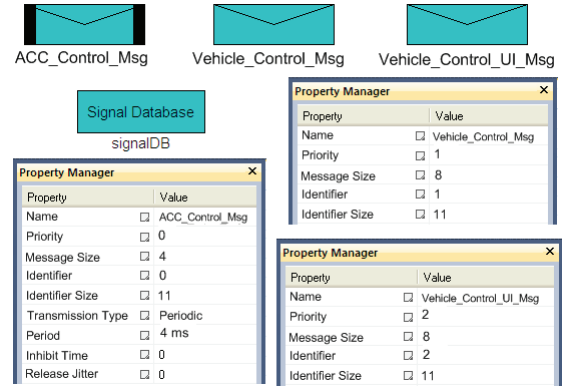 ACC_Control_Msg
Vehicle_Control_Msg
Vehicle_Control_UI_Msg
Signal Database
signalDB
Property Manager
Property Value
Name Vehicle_Control_Msg
Priority 1
Message Size 8
Identifier 1
Identifier Size 11
Property Manager
Property Value
Name ACC_Control_Msg
Priority 0
Message Size 4
Identifier 0
Identifier Size 11
Transmission Type Periodic
Period 4 ms
Inhibit Time 0
Release Jitter 0
Property Manager
Property Value
Name Vehicle_Control_UI_Msg
Priority 2
Message Size 8
Identifier 2
Identifier Size 11